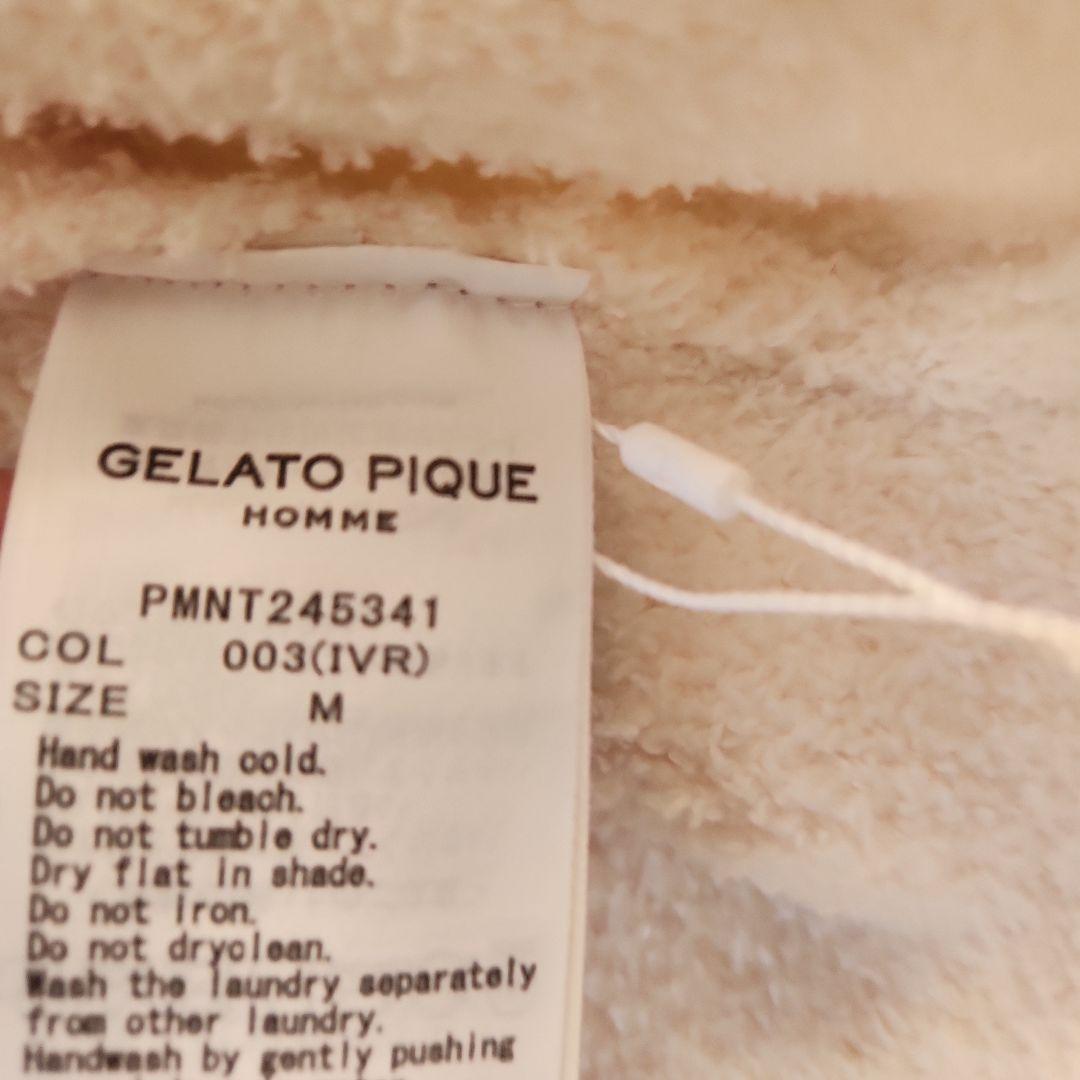 GELATO PIQUE
HOMME
PMNT245341
COL 003(IVR)
SIZE M
Hand wash cold.
Do not bleach.
Do not tumble dry.
Dry flat in shade.
Do not iron.
Do not dryclean.
Wash the laundry separately
from other laundry.
Handwash by gently pushing